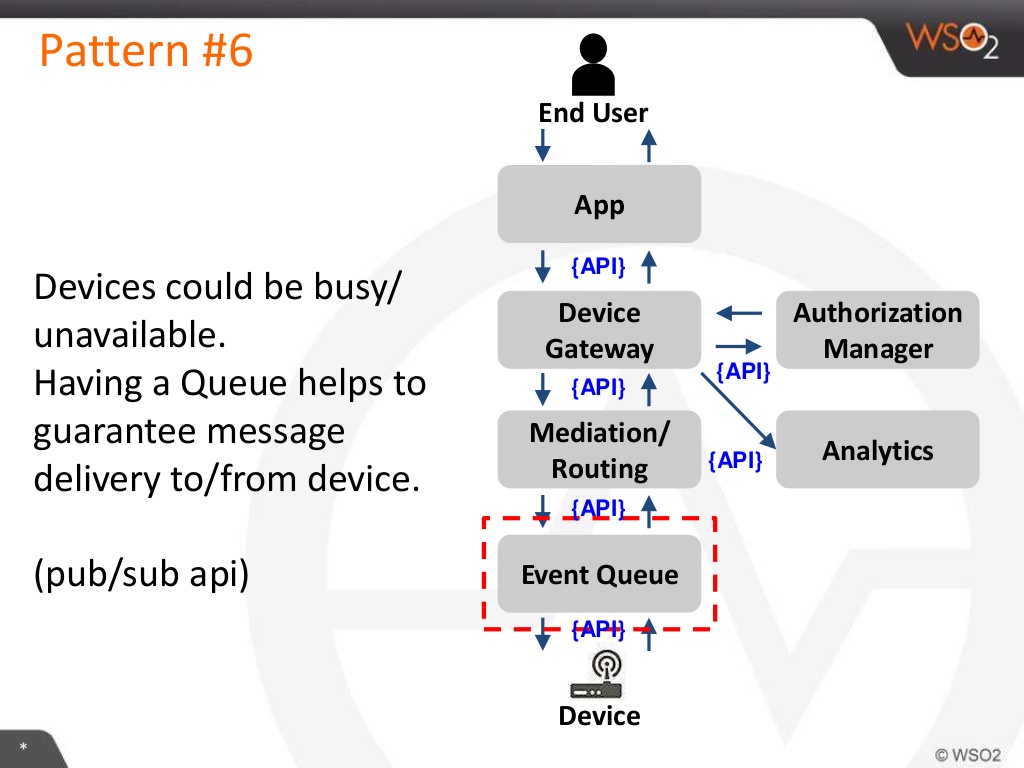 Pattern #6
WSO2
End User
App
{API}
Device
Gateway
Authorization
Manager
{API}
{API}
Mediation/
Routing
Analytics
{API}
{API}
Event Queue
{API}
Device
Devices could be busy/
unavailable.
Having a Queue helps to
guarantee message
delivery to/from device.
(pub/sub api)
*
© WSO2